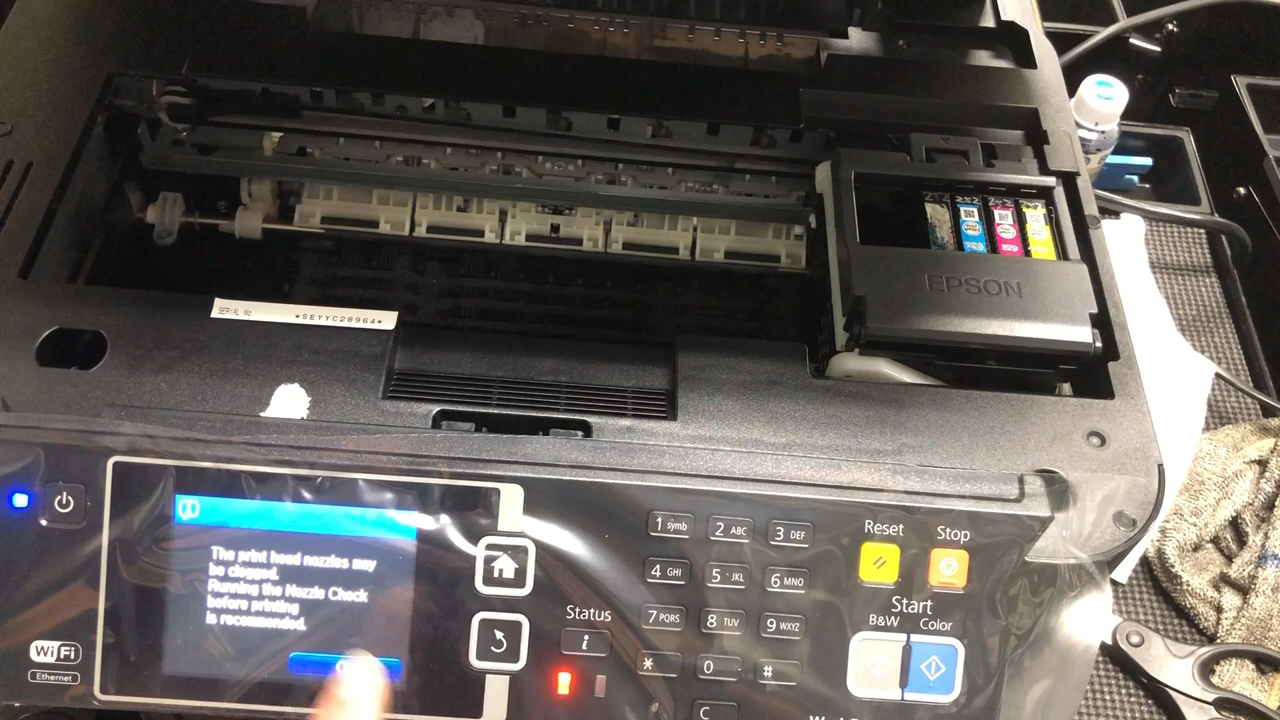 252
EPSON
SERIAL No.
*SEYYC28964*
The print head nozzles may
be clogged.
Running the Nozzle Check
before printing
is recommended.
WiFi
Ethernet
Status
i
1 symb
2 ABC
3 DEF
4 GHI
5 JKL
6 MNO
7 PQRS
8 TUV
9 WXYZ
*
0
#
C
Reset
Stop
Start
B&W
Color